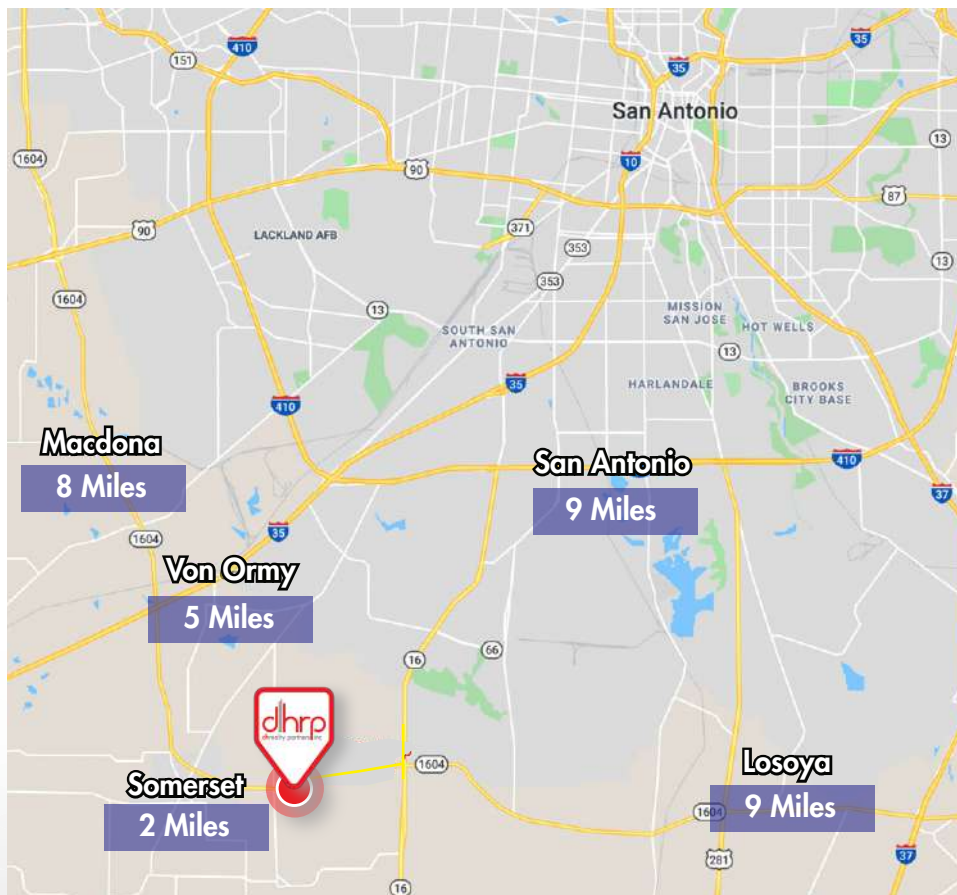 410
35
151
35
San Antonio
13
1604
10
90
87
371
LACKLAND AFB
90
353
13
353
1604
MISSION
SAN JOSE
13
HOT WELLS
SOUTH SAN
ANTONIO
13
35
HARLANDALE
BROOKS
CITY BASE
410
Macdona
8 Miles
San Antonio
9 Miles
410
37
35
1604
Von Ormy
5 Miles
66
16
dhrp
1604
Somerset
2 Miles
Losoya
9 Miles
1604
281
37
16